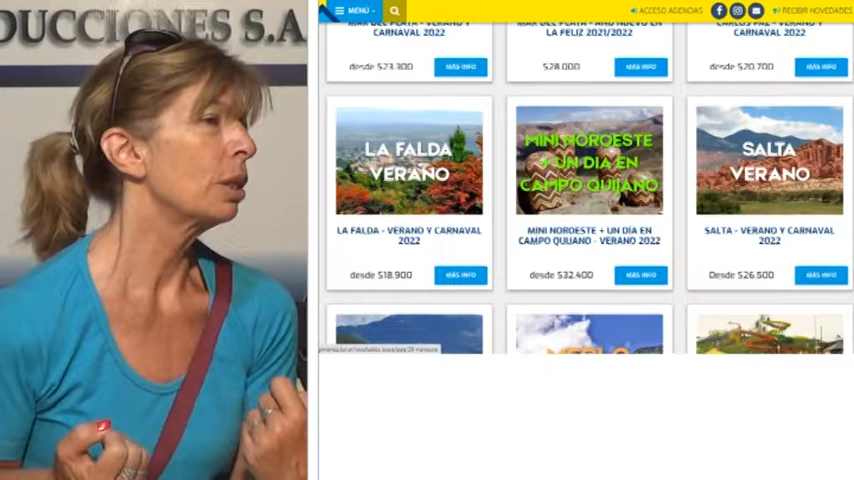 DUCCIONES S.A.
MENÚ
ACCESO AGENCIAS
RECIBIR NOVEDADES
MAR DEL PLATA - VERANO Y
CARNAVAL 2022
desde $23.300
MÁS INFO
MAR DEL PLATA - AÑO NUEVO EN
LA FELIZ 2021/2022
$28.000
MÁS INFO
CARLOS PAZ - VERANO Y
CARNAVAL 2022
desde $20.700
MÁS INFO
LA FALDA
VERANO
LA FALDA - VERANO Y CARNAVAL
2022
desde $18.900
MÁS INFO
MINI NOROESTE
+ UN DIA EN
CAMPO QUIJANO
MINI NOROESTE + UN DÍA EN
CAMPO QUIJANO - VERANO 2022
desde $32.400
MÁS INFO
SALTA
VERANO
SALTA - VERANO Y CARNAVAL
2022
Desde $26.500
MÁS INFO
MERLO